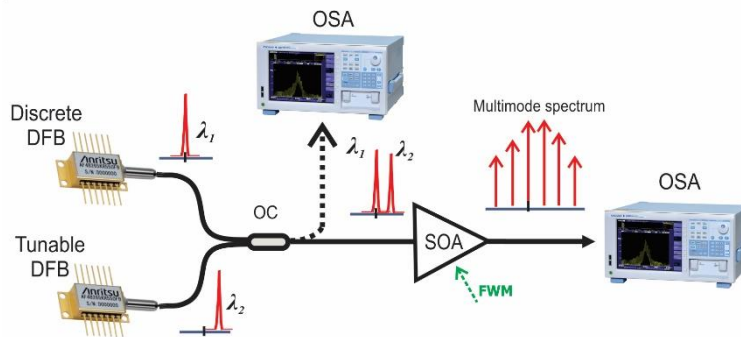 OSA
Discrete
DFB
λ1
Anritsu
Multimode spectrum
λ1
λ2
OSA
OC
SOA
Tunable
DFB
Anritsu
λ2
FWM